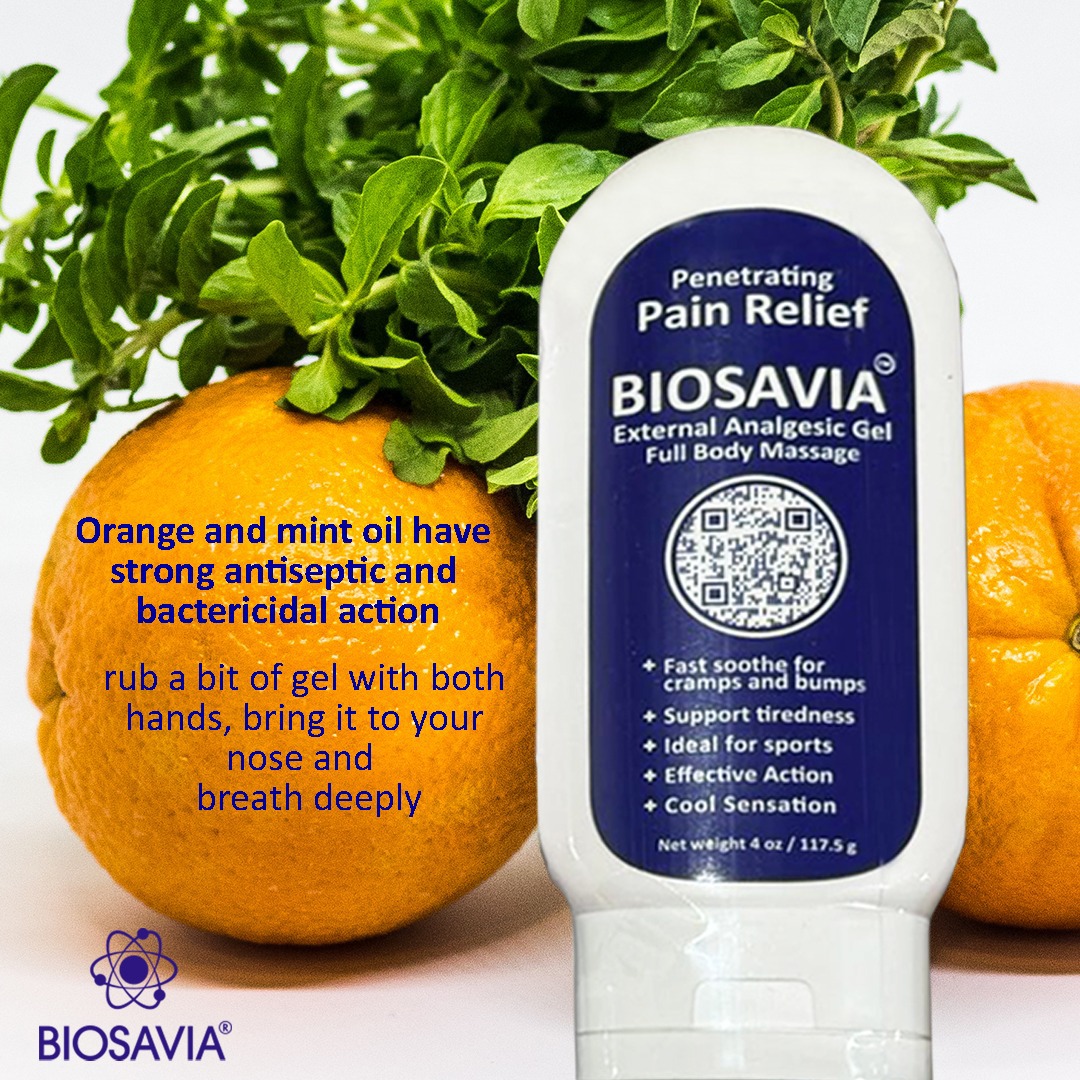 Penetrating
Pain Relief
BIOSAVIA™
External Analgesic Gel
Full Body Massage
+ Fast soothe for
cramps and bumps
+ Support tiredness
+ Ideal for sports
+ Effective Action
+ Cool Sensation
Net weight 4 oz / 117.5 g
Orange and mint oil have
strong antiseptic and
bactericidal action
rub a bit of gel with both
hands, bring it to your
nose and
breath deeply
BIOSAVIA®